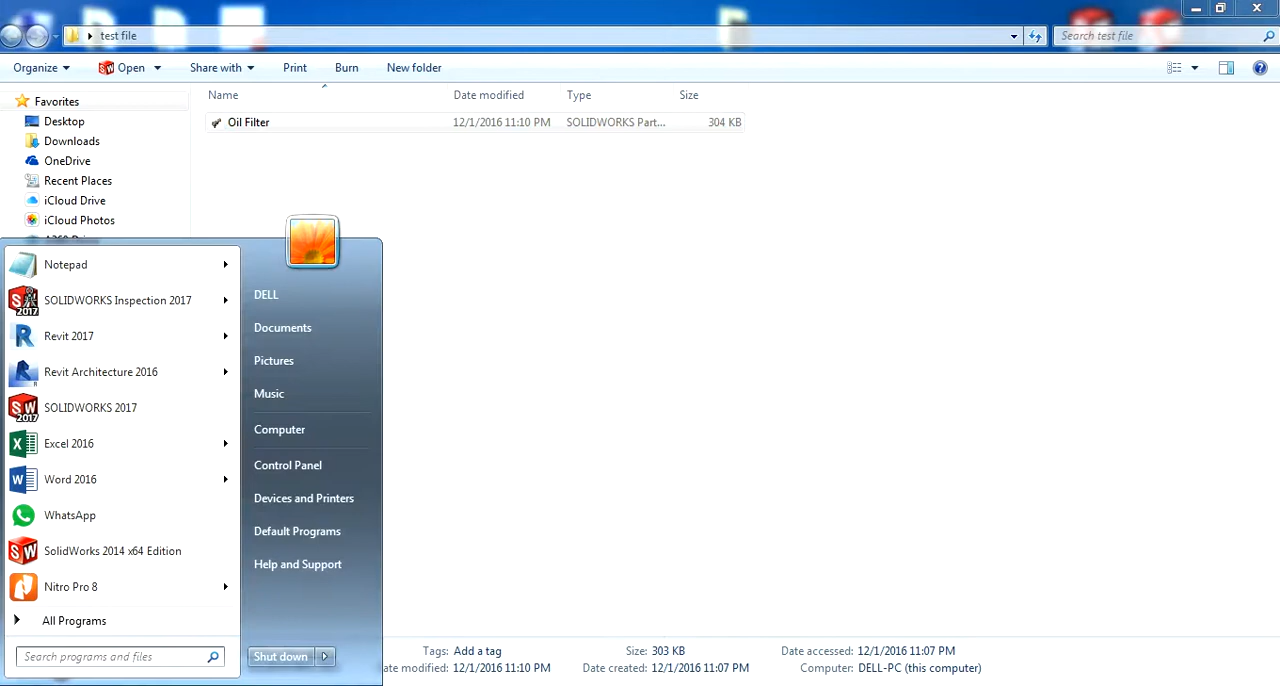 test file
Search test file
Organize
Open
Share with
Print
Burn
New folder
Name
Date modified
Type
Size
Oil Filter
12/1/2016 11:10 PM
SOLIDWORKS Part...
304 KB
Favorites
Desktop
Downloads
OneDrive
Recent Places
iCloud Drive
iCloud Photos
Notepad
SOLIDWORKS Inspection 2017
Revit 2017
Revit Architecture 2016
SOLIDWORKS 2017
Excel 2016
Word 2016
WhatsApp
SolidWorks 2014 x64 Edition
Nitro Pro 8
All Programs
Search programs and files
DELL
Documents
Pictures
Music
Computer
Control Panel
Devices and Printers
Default Programs
Help and Support
Shut down
Tags: Add a tag
Size: 303 KB
Date accessed: 12/1/2016 11:07 PM
ate modified: 12/1/2016 11:10 PM
Date created: 12/1/2016 11:07 PM
Computer: DELL-PC (this computer)